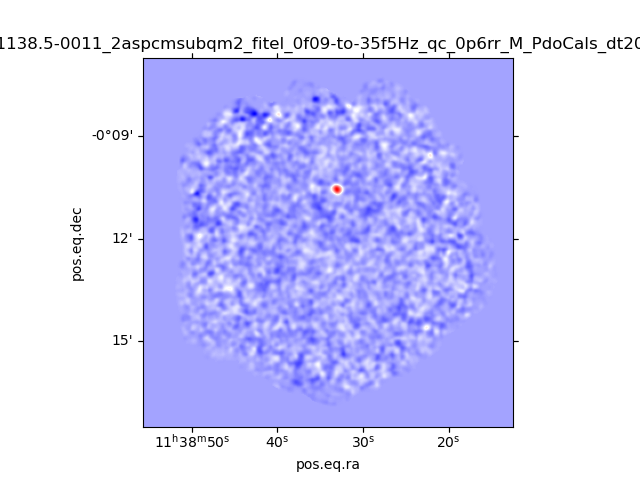 1138.5-0011_2aspcmsubqm2_fitel_0f09-to-35f5Hz_qc_0p6rr_M_PdoCals_dt20
-0°09'
12'
15'
pos.eq.dec
11ʰ38ᵐ50ˢ 40ˢ 30ˢ 20ˢ
pos.eq.ra